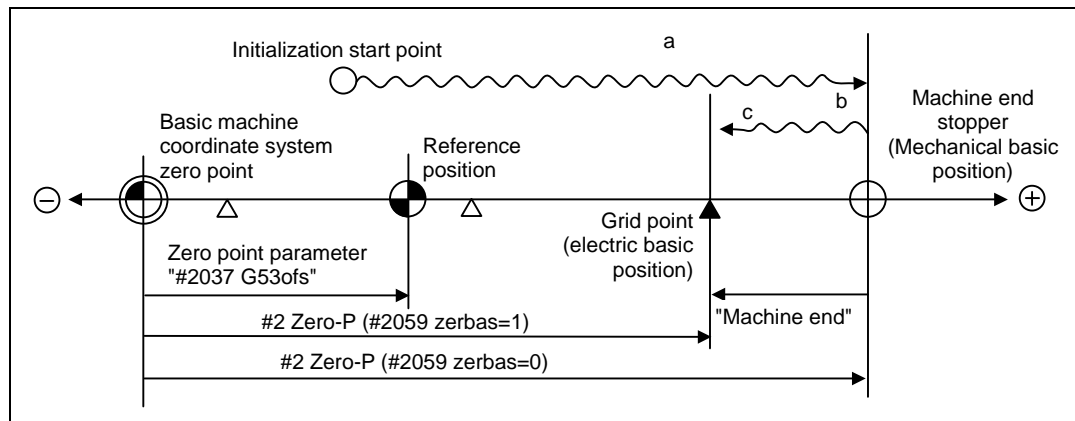 Initialization start point
a
b
c
Machine end
stopper
(Mechanical basic
position)
Basic machine
coordinate system
zero point
Reference
position
−
+
Grid point
(electric basic
position)
Zero point parameter
"#2037 G53ofs"
"Machine end"
#2 Zero-P (#2059 zerbas=1)
#2 Zero-P (#2059 zerbas=0)